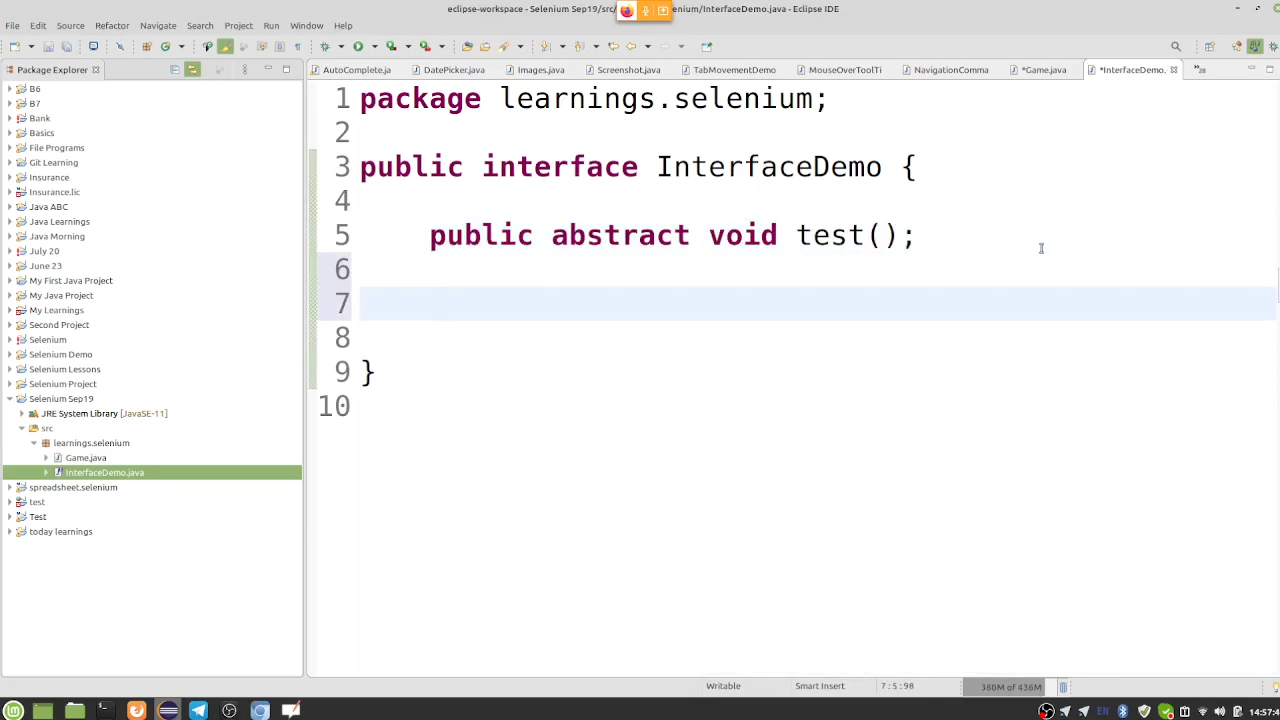 eclipse-workspace - Selenium Sep19/src/ enium/InterfaceDemo.java - Eclipse IDE
File Edit Source Refactor Navigate Search Project Run Window Help
Package Explorer
AutoComplete.ja DatePicker.java Images.java Screenshot.java TabMovementDemo MouseOverToolTi NavigationComma *Game.java *InterfaceDemo.
B6
B7
Bank
Basics
File Programs
Git Learning
Insurance
Insurance.lic
Java ABC
Java Learnings
Java Morning
July 20
June 23
My First Java Project
My Java Project
My Learnings
Second Project
Selenium
Selenium Demo
Selenium Lessons
Selenium Project
Selenium Sep19
JRE System Library [JavaSE-11]
src
learnings.selenium
Game.java
InterfaceDemo.java
spreadsheet.selenium
test
Test
today learnings
1 package learnings.selenium;
2
3 public interface InterfaceDemo {
4
5 public abstract void test();
6
7
8
9 }
10
Writable Smart Insert 7 : 5 : 98 380M of 436M
EN 14:57: